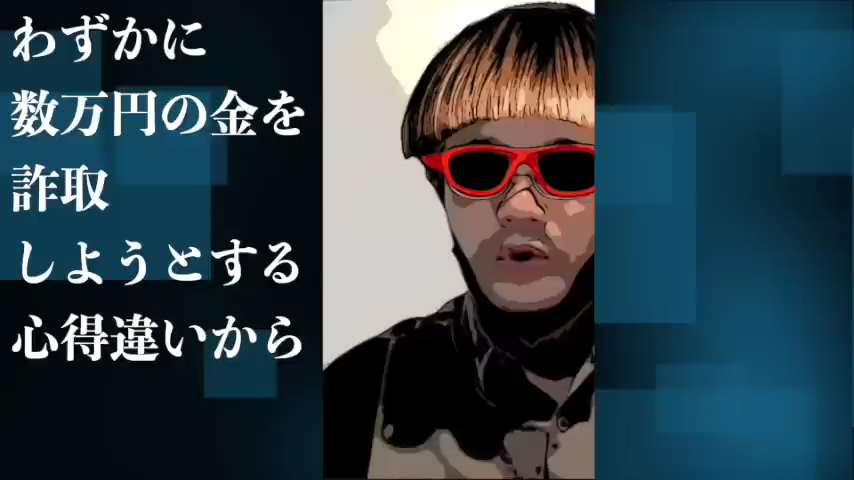 わずかに
数万円の金を
詐取
しようとする
心得違いから